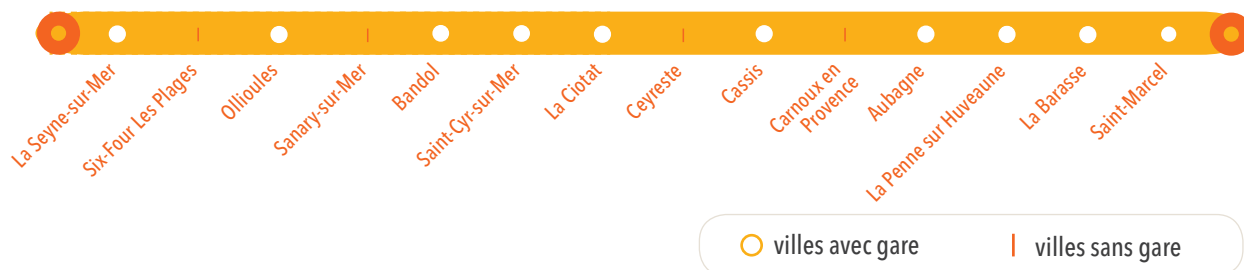 La Seyne-sur-Mer
Six-Four Les Plages
Ollioules
Sanary-sur-Mer
Bandol
Saint-Cyr-sur-Mer
La Ciotat
Ceyreste
Cassis
Carnoux en
Provence
Aubagne
La Penne sur Huveaune
La Barasse
Saint-Marcel
villes avec gare
villes sans gare